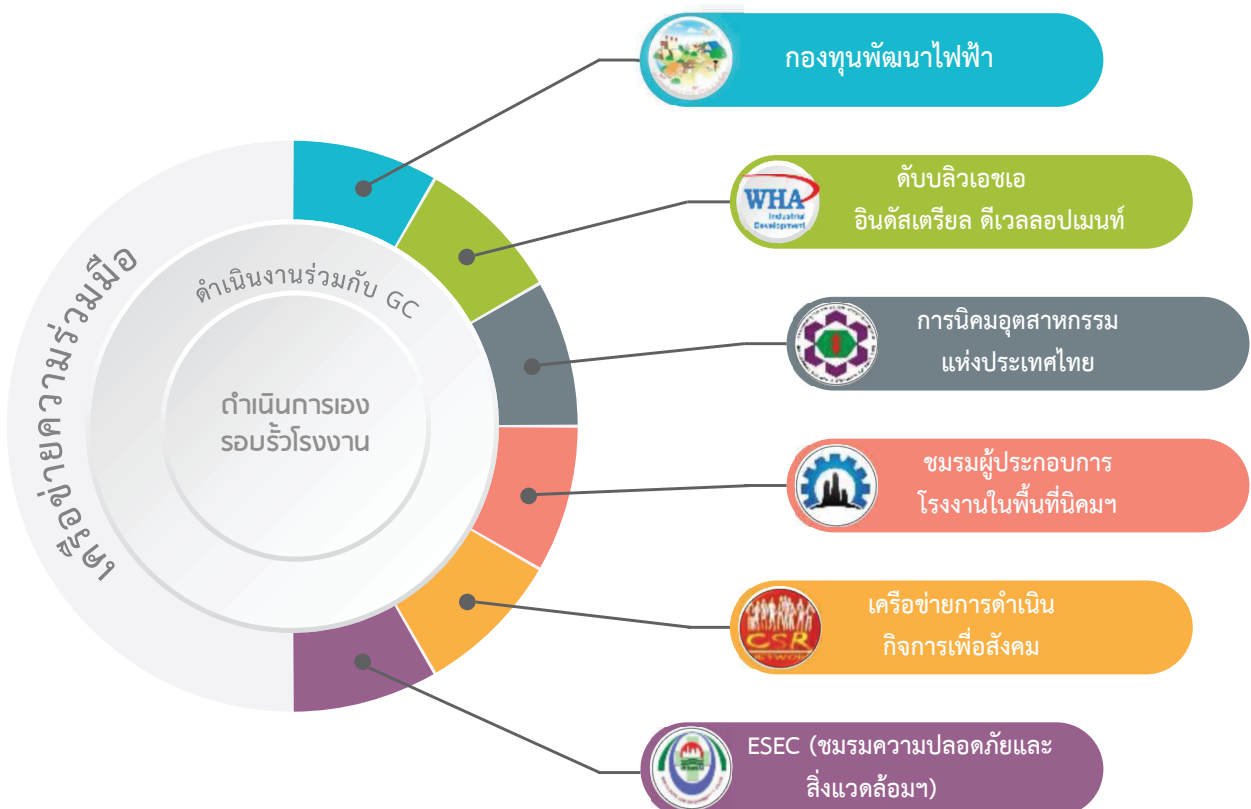 กองทุนพัฒนาไฟฟ้า
WHA
Industrial
Development
ดับบลิวเอชเอ
อินดัสเตรียล ดีเวลลอปเมนท์
การนิคมอุตสาหกรรม
แห่งประเทศไทย
ชมรมผู้ประกอบการ
โรงงานในพื้นที่นิคมฯ
CSR
NETWORK
เครือข่ายการดำเนิน
กิจการเพื่อสังคม
ESEC (ชมรมความปลอดภัยและ
สิ่งแวดล้อมฯ)
เครือข่ายความร่วมมือ
ดำเนินงานร่วมกับ GC
ดำเนินการเอง
รอบรั้วโรงงาน